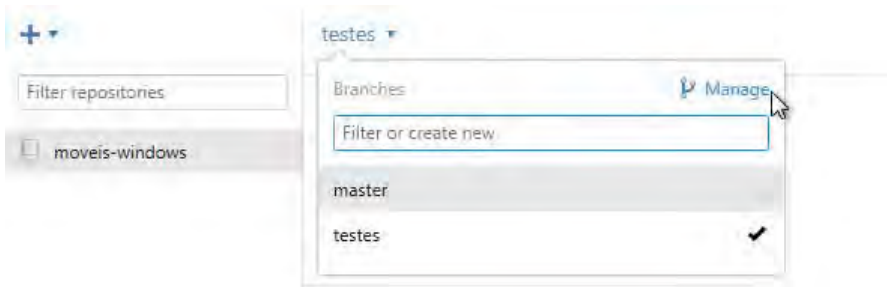 testes
Filter repositories
Branches
Manage
Filter or create new
moveis-windows
master
testes